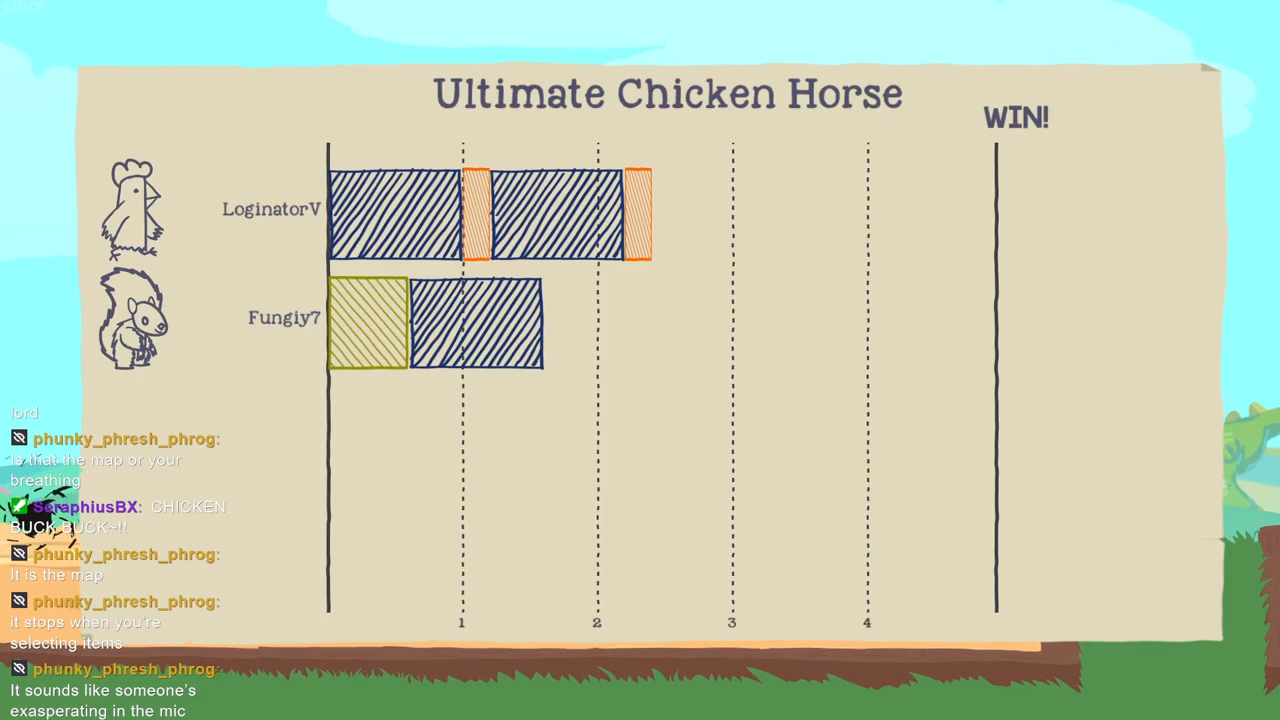 Ultimate Chicken Horse
WIN!
LoginatorV
Fungiy7
lord
phunky_phresh_phrog:
Is that the map or your
breathing
SeraphiusBX: CHICKEN
BUCK BUCK~!!
phunky_phresh_phrog:
It is the map
phunky_phresh_phrog:
it stops when you're
selecting items
phunky_phresh_phrog:
It sounds like someone's
exasperating in the mic
1 2 3 4